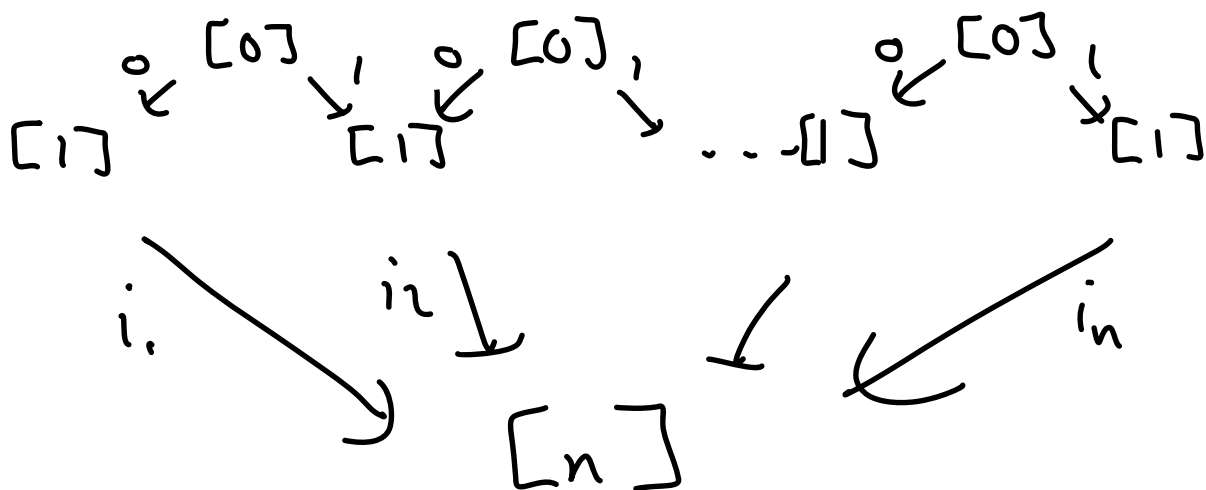 0 [0] 1 0 [0] 1 0 [0] 1
[1] [1] ... [1] [1]
i1 i2 in
[n]